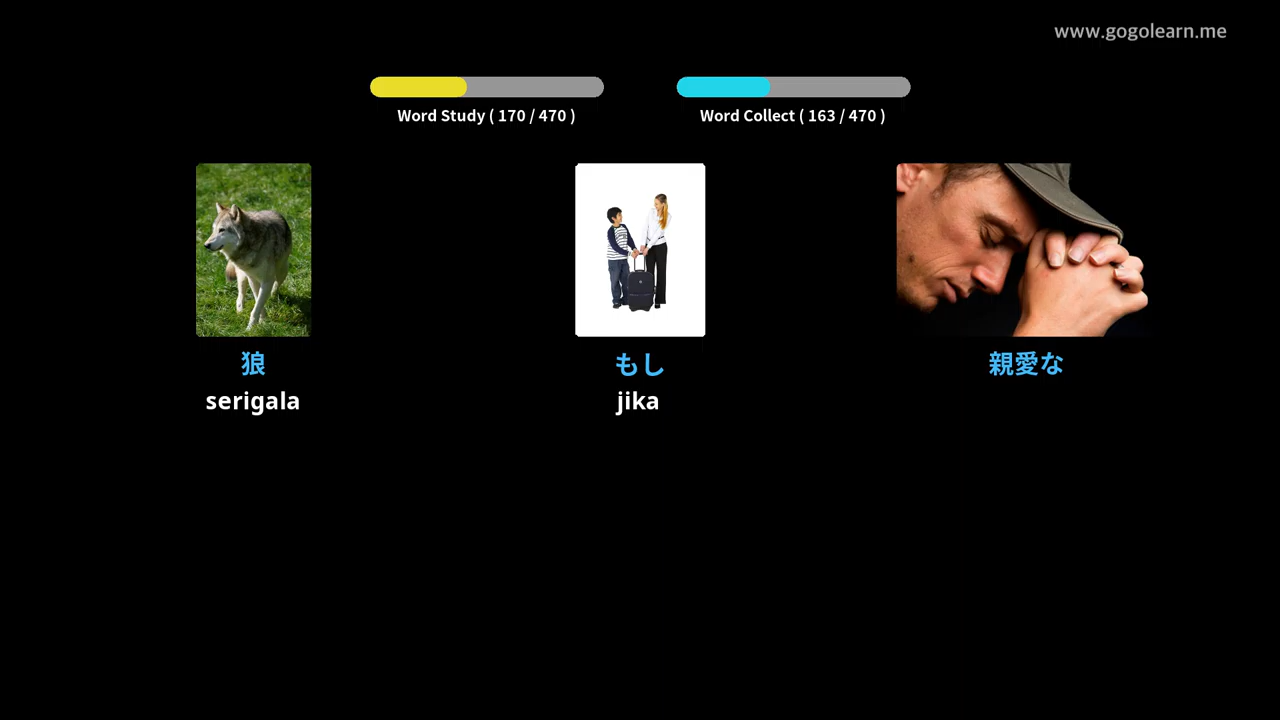 www.gogolearn.me
Word Study ( 170 / 470 )
Word Collect ( 163 / 470 )
狼
もし
親愛な
serigala
jika